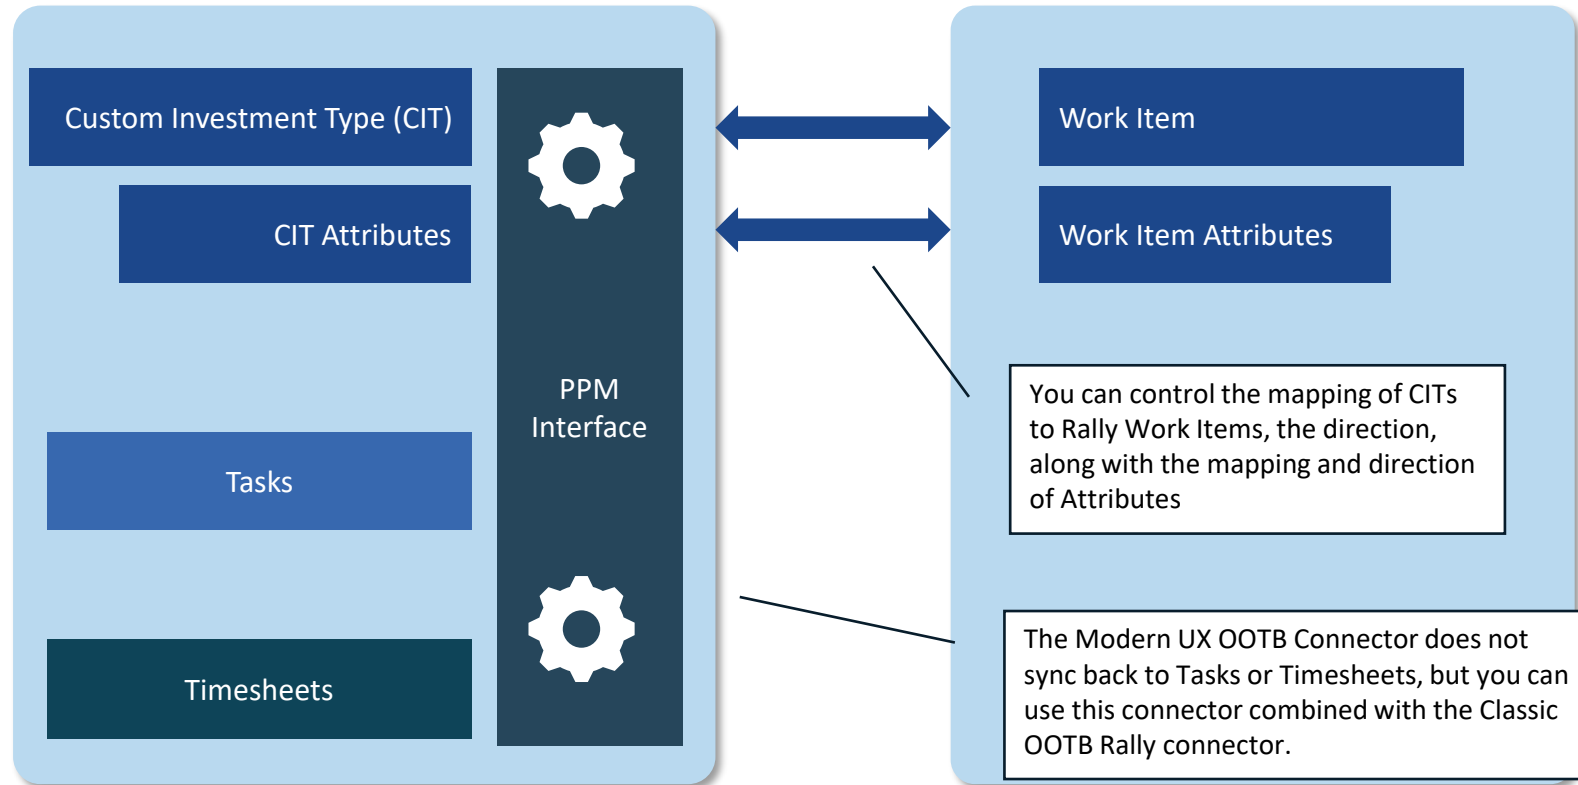 Custom Investment Type (CIT)
Work Item
CIT Attributes
Work Item Attributes
PPM
Interface
Tasks
Timesheets
You can control the mapping of CITs
to Rally Work Items, the direction,
along with the mapping and direction
of Attributes
The Modern UX OOTB Connector does not
sync back to Tasks or Timesheets, but you can
use this connector combined with the Classic
OOTB Rally connector.